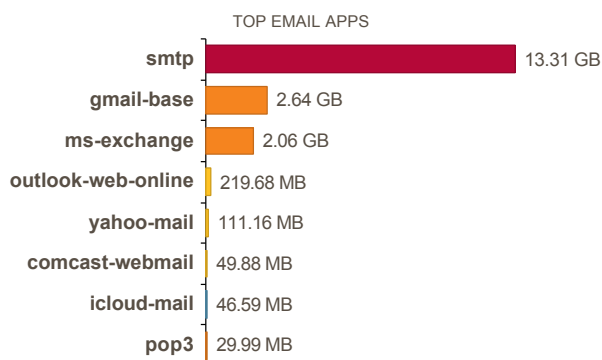 TOP EMAIL APPS
smtp 13.31 GB
gmail-base 2.64 GB
ms-exchange 2.06 GB
outlook-web-online 219.68 MB
yahoo-mail 111.16 MB
comcast-webmail 49.88 MB
icloud-mail 46.59 MB
pop3 29.99 MB